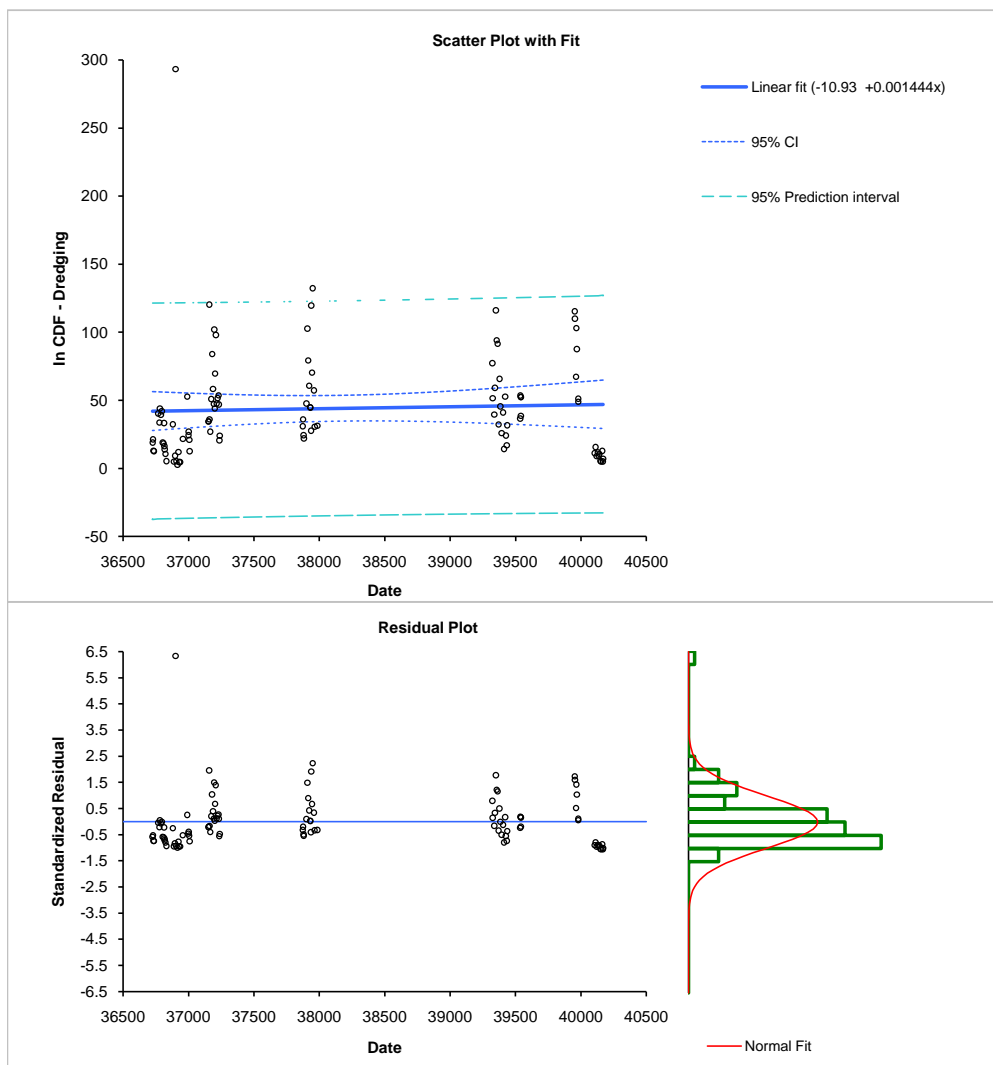 Scatter Plot with Fit
300
250
200
150
100
50
0
-50
In CDF - Dredging
36500 37000 37500 38000 38500 39000 39500 40000 40500
Date
Linear fit (-10.93 +0.001444x)
95% CI
95% Prediction interval
Residual Plot
6.5
5.5
4.5
3.5
2.5
1.5
0.5
-0.5
-1.5
-2.5
-3.5
-4.5
-5.5
-6.5
Standardized Residual
36500 37000 37500 38000 38500 39000 39500 40000 40500
Date
Normal Fit